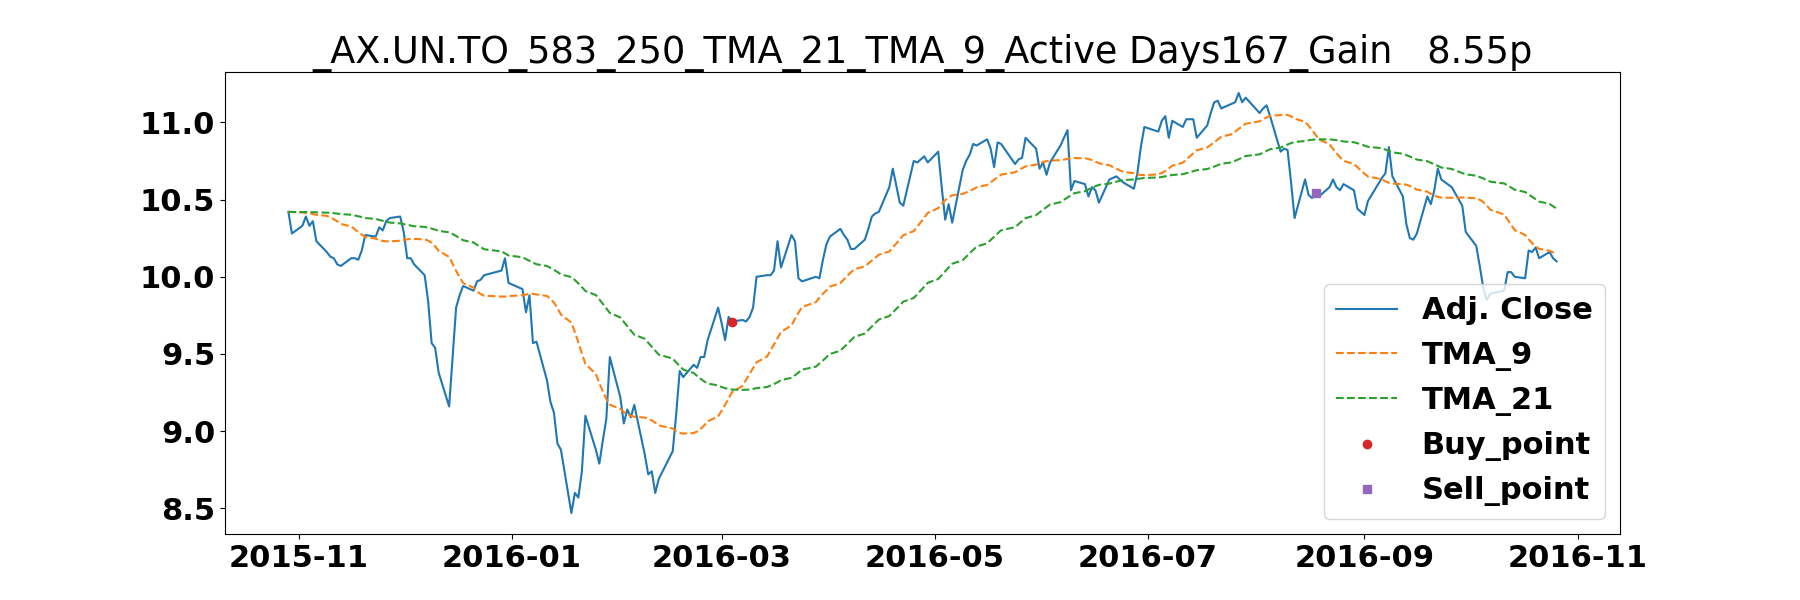 _AX.UN.TO_583_250_TMA_21_TMA_9_Active Days167_Gain   8.55p
11.0
10.5
10.0
9.5
9.0
8.5
Adj. Close
TMA_9
TMA_21
Buy_point
Sell_point
2015-11 2016-01 2016-03 2016-05 2016-07 2016-09 2016-11